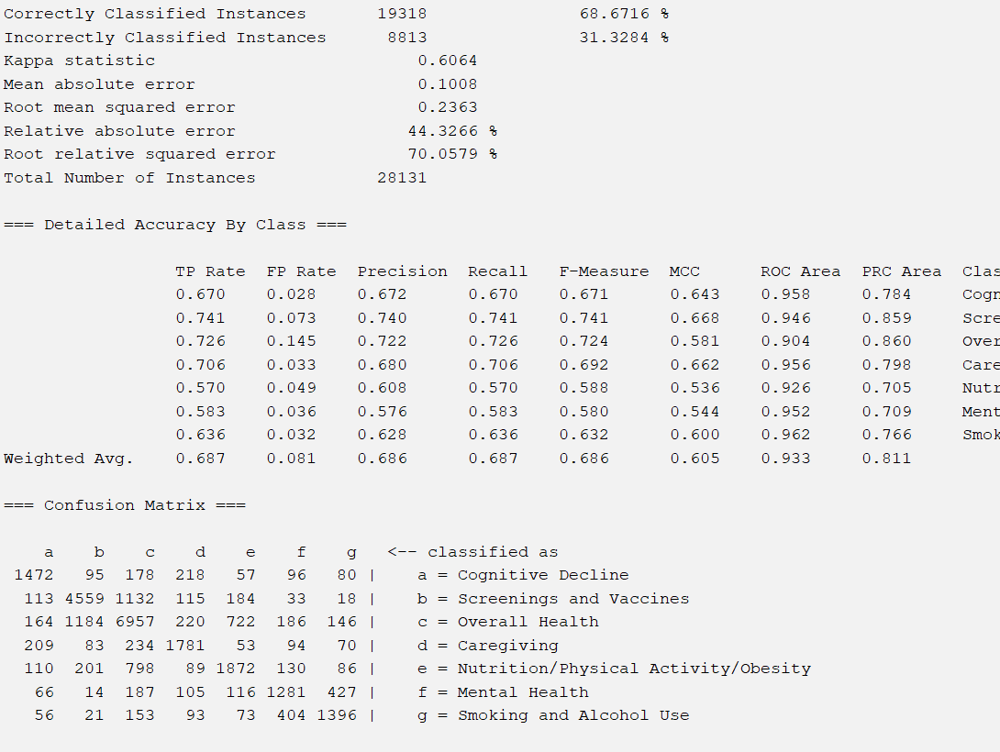 Correctly Classified Instances       19318               68.6716 %
Incorrectly Classified Instances      8813               31.3284 %
Kappa statistic                          0.6064
Mean absolute error                      0.1008
Root mean squared error                  0.2363
Relative absolute error                 44.3266 %
Root relative squared error             70.0579 %
Total Number of Instances            28131
=== Detailed Accuracy By Class ===
                 TP Rate  FP Rate  Precision  Recall   F-Measure  MCC      ROC Area  PRC Area  Clas
                 0.670    0.028    0.672      0.670    0.671      0.643    0.958     0.784     Cogn
                 0.741    0.073    0.740      0.741    0.741      0.668    0.946     0.859     Scre
                 0.726    0.145    0.722      0.726    0.724      0.581    0.904     0.860     Over
                 0.706    0.033    0.680      0.706    0.692      0.662    0.956     0.798     Care
                 0.570    0.049    0.608      0.570    0.588      0.536    0.926     0.705     Nutr
                 0.583    0.036    0.576      0.583    0.580      0.544    0.952     0.709     Ment
                 0.636    0.032    0.628      0.636    0.632      0.600    0.962     0.766     Smok
Weighted Avg.    0.687    0.081    0.686      0.687    0.686      0.605    0.933     0.811
=== Confusion Matrix ===
    a    b    c    d    e    f    g   <-- classified as
 1472   95  178  218   57   96   80 |    a = Cognitive Decline
  113 4559 1132  115  184   33   18 |    b = Screenings and Vaccines
  164 1184 6957  220  722  186  146 |    c = Overall Health
  209   83  234 1781   53   94   70 |    d = Caregiving
  110  201  798   89 1872  130   86 |    e = Nutrition/Physical Activity/Obesity
   66   14  187  105  116 1281  427 |    f = Mental Health
   56   21  153   93   73  404 1396 |    g = Smoking and Alcohol Use